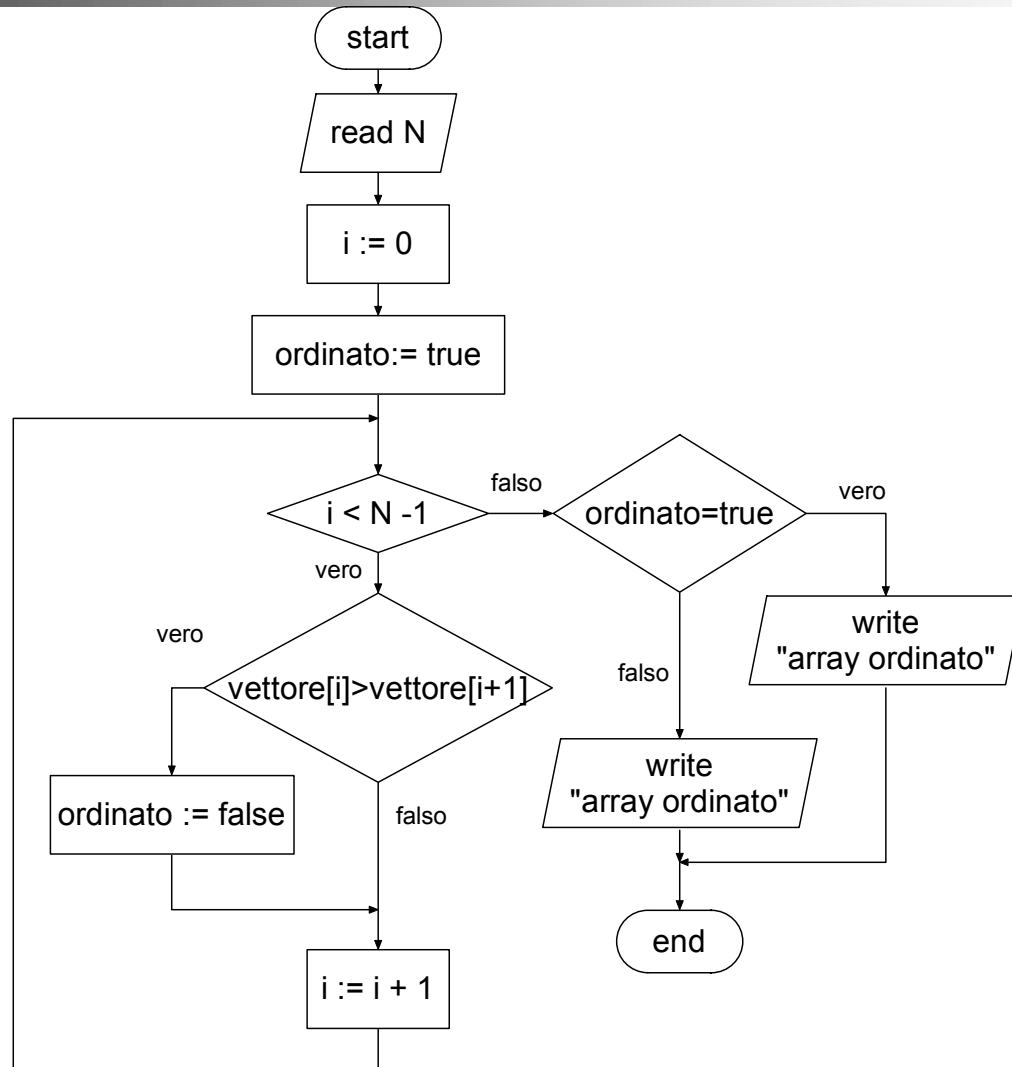 start
read N
i := 0
ordinato:= true
i < N -1
falso
ordinato=true
vero
vero
vero
vettore[i]>vettore[i+1]
falso
write
"array ordinato"
write
"array ordinato"
ordinato := false
falso
end
i := i + 1